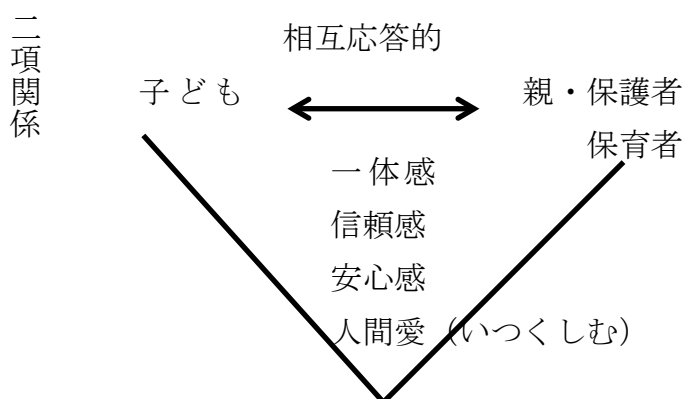 二項関係
相互応答的
子ども
親・保護者
保育者
一体感
信頼感
安心感
人間愛（いつくしむ）